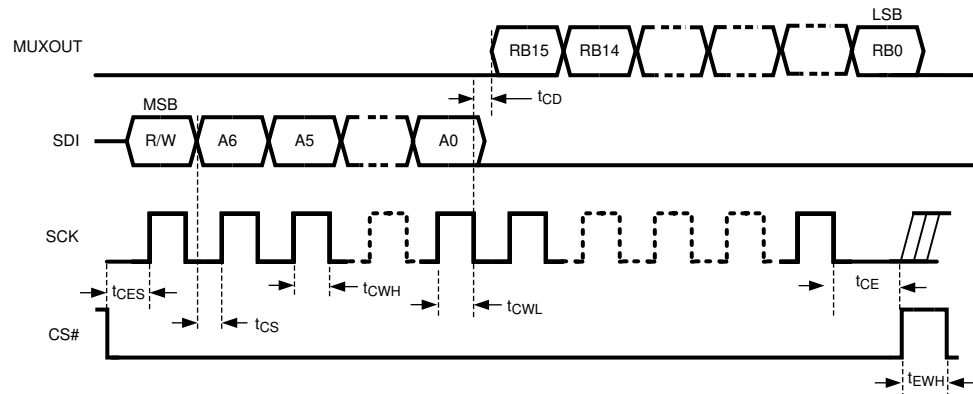 LSB
MUXOUT RB15 RB14 RB0
tCD
MSB
SDI R/W A6 A5 A0
SCK
tCES tCS tCWH tCWL tCE
CS#
tEWH